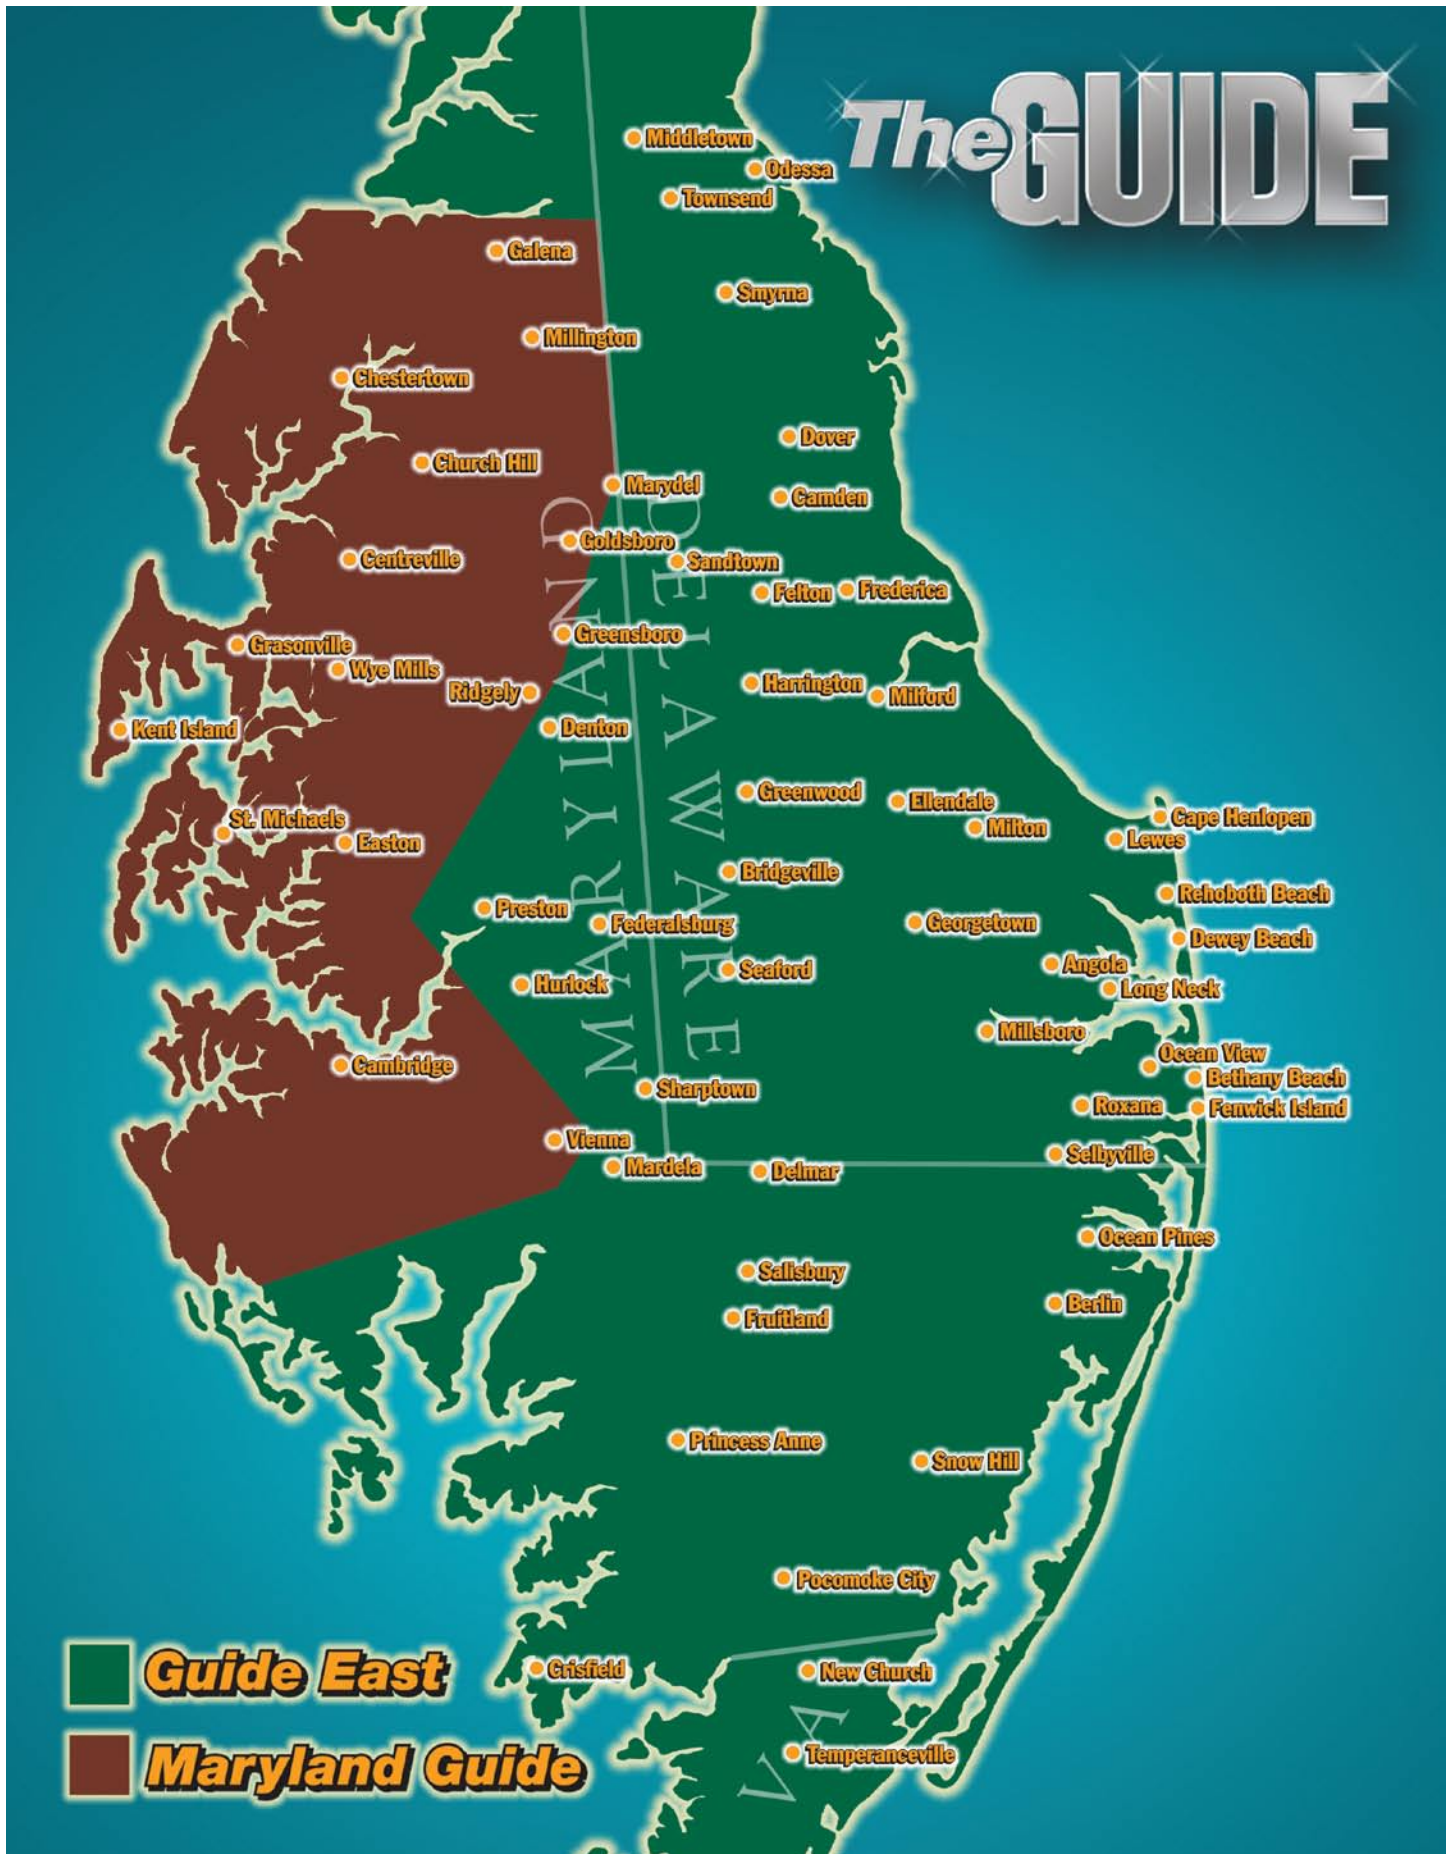 The GUIDE
Middletown
Odessa
Townsend
Galena
Smyrna
Millington
Chestertown
Dover
Church Hill
Marydel
Camden
Goldsboro
Centreville
Sandtown
Felton
Frederica
Greensboro
Grasonville
Wye Mills
Ridgely
Harrington
Milford
Kent Island
Denton
MARYLAND
DELAWARE
Greenwood
Ellendale
Cape Henlopen
St. Michaels
Milton
Lewes
Easton
Bridgeville
Rehoboth Beach
Preston
Federalsburg
Georgetown
Dewey Beach
Angola
Seaford
Hurlock
Long Neck
Millsboro
Ocean View
Cambridge
Bethany Beach
Sharptown
Roxana
Fenwick Island
Vienna
Selbyville
Mardela
Delmar
Ocean Pines
Salisbury
Berlin
Fruitland
Princess Anne
Snow Hill
Pocomoke City
Crisfield
New Church
VA
Temperanceville
Guide East
Maryland Guide